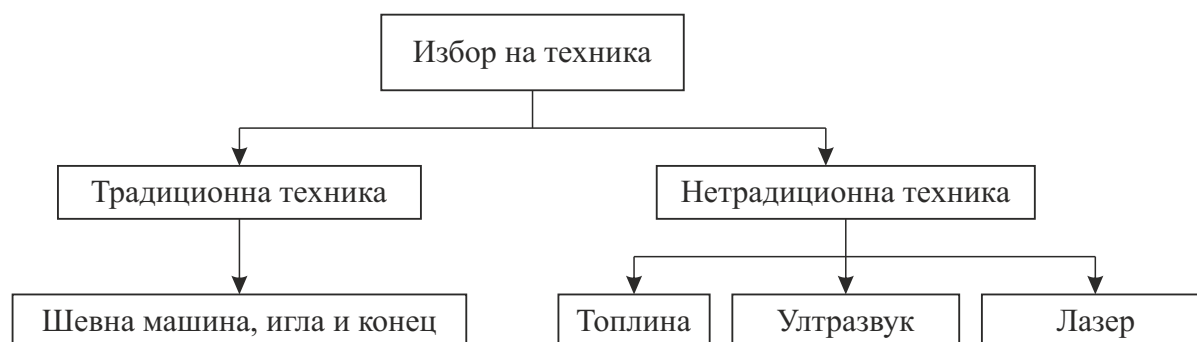 Избор на техника
Традиционна техника
Нетрадиционна техника
Шевна машина, игла и конец
Топлина
Ултразвук
Лазер